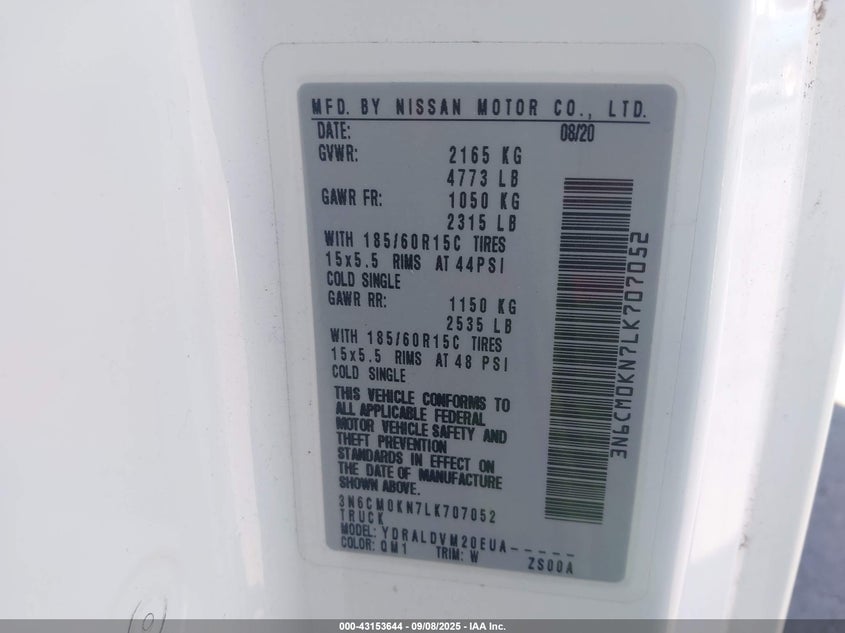 MFD. BY NISSAN MOTOR CO., LTD.
DATE: 08/20
GVWR: 2165 KG
4773 LB
GAWR FR: 1050 KG
2315 LB
WITH 185/60R15C TIRES
15x5.5 RIMS AT 44PSI
COLD SINGLE
GAWR RR: 1150 KG
2535 LB
WITH 185/60R15C TIRES
15x5.5 RIMS AT 48 PSI
COLD SINGLE
THIS VEHICLE CONFORMS TO
ALL APPLICABLE FEDERAL
MOTOR VEHICLE SAFETY AND
THEFT PREVENTION
STANDARDS IN EFFECT ON
THE DATE OF MANUFACTURE
SHOWN ABOVE.
3N6CM0KN7LK707052
TRUCK
MODEL: YDRALDVM20EUA-----
COLOR: QM1 TRIM: W ZS00A
3N6CM0KN7LK707052
000-43153644 - 09/08/2025 - IAA Inc.